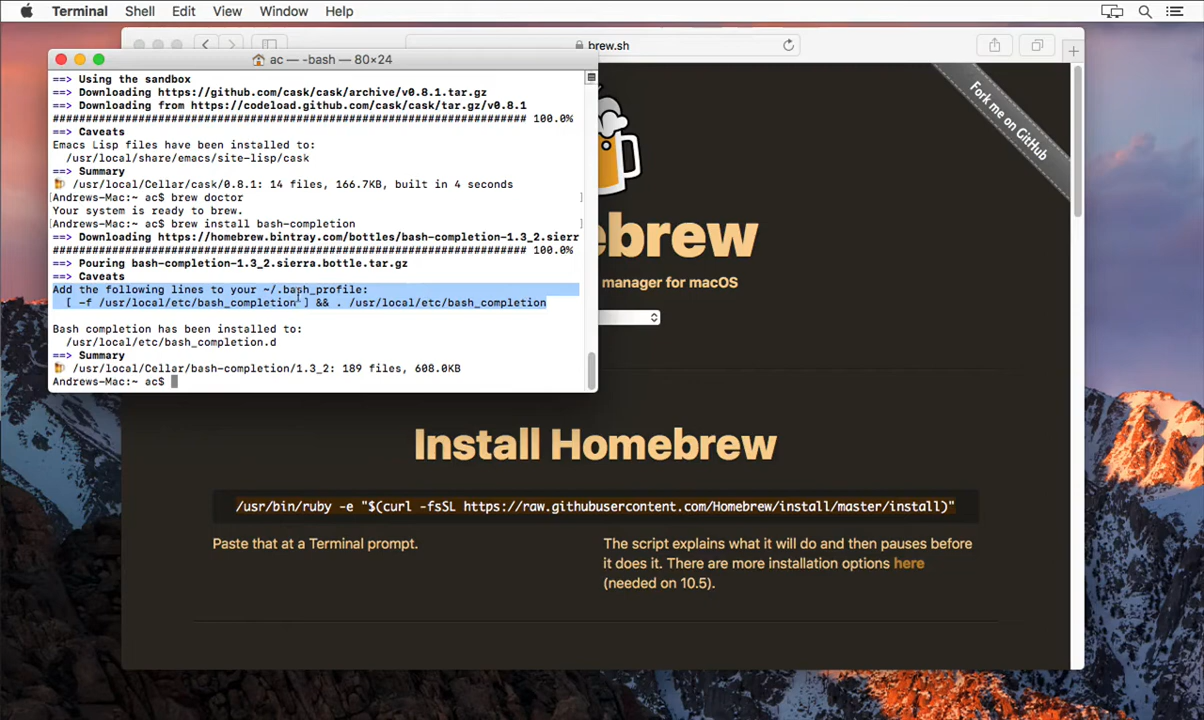 Terminal Shell Edit View Window Help
brew.sh
ac — -bash — 80×24
==> Using the sandbox
==> Downloading https://github.com/cask/cask/archive/v0.8.1.tar.gz
==> Downloading from https://codeload.github.com/cask/cask/tar.gz/v0.8.1
######################################################################## 100.0%
==> Caveats
Emacs Lisp files have been installed to:
/usr/local/share/emacs/site-lisp/cask
==> Summary
🍺 /usr/local/Cellar/cask/0.8.1: 14 files, 166.7KB, built in 4 seconds
[Andrews-Mac:~ ac$ brew doctor ]
Your system is ready to brew.
[Andrews-Mac:~ ac$ brew install bash-completion ]
==> Downloading https://homebrew.bintray.com/bottles/bash-completion-1.3_2.sierr
######################################################################## 100.0%
==> Pouring bash-completion-1.3_2.sierra.bottle.tar.gz
==> Caveats
Add the following lines to your ~/.bash_profile:
[ -f /usr/local/etc/bash_completion ] && . /usr/local/etc/bash_completion
Bash completion has been installed to:
/usr/local/etc/bash_completion.d
==> Summary
🍺 /usr/local/Cellar/bash-completion/1.3_2: 189 files, 608.0KB
Andrews-Mac:~ ac$
Fork me on GitHub
ebrew
manager for macOS
Install Homebrew
/usr/bin/ruby -e "$(curl -fsSL https://raw.githubusercontent.com/Homebrew/install/master/install)"
Paste that at a Terminal prompt.
The script explains what it will do and then pauses before
it does it. There are more installation options here
(needed on 10.5).